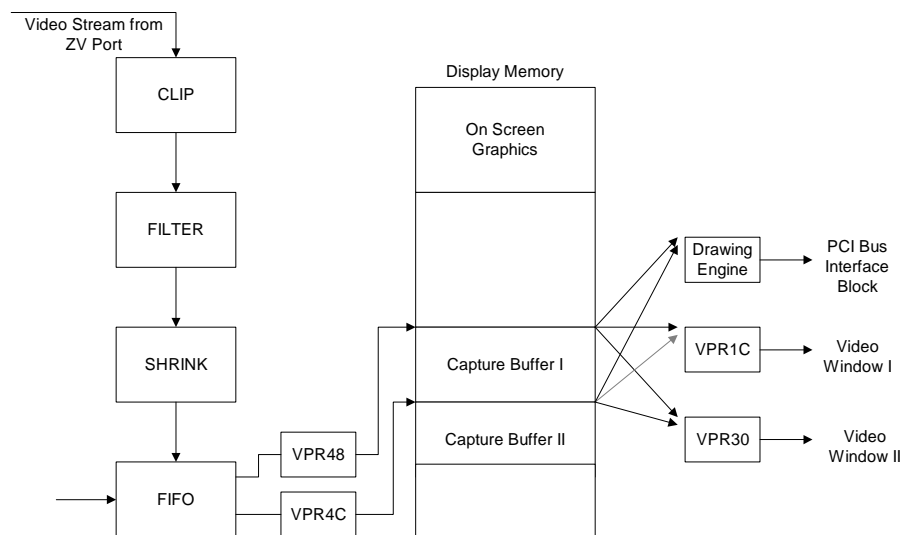 Video Stream from
ZV Port
CLIP
FILTER
SHRINK
FIFO
VPR48
VPR4C
Display Memory
On Screen
Graphics
Capture Buffer I
Capture Buffer II
Drawing
Engine
PCI Bus
Interface
Block
VPR1C
Video
Window I
VPR30
Video
Window II